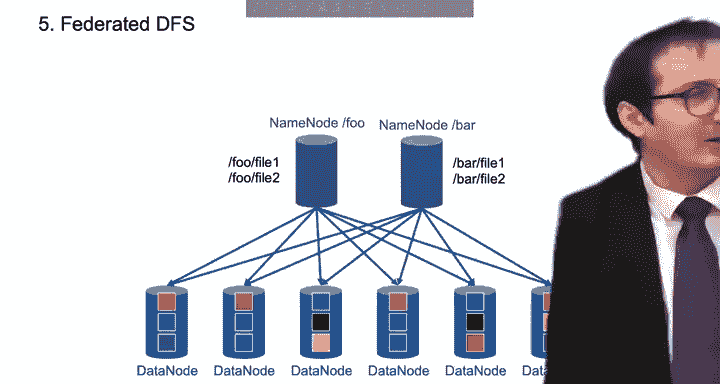 5. Federated DFS
NameNode /foo
NameNode /bar
/foo/file1
/foo/file2
/bar/file1
/bar/file2
DataNode
DataNode
DataNode
DataNode
DataNode